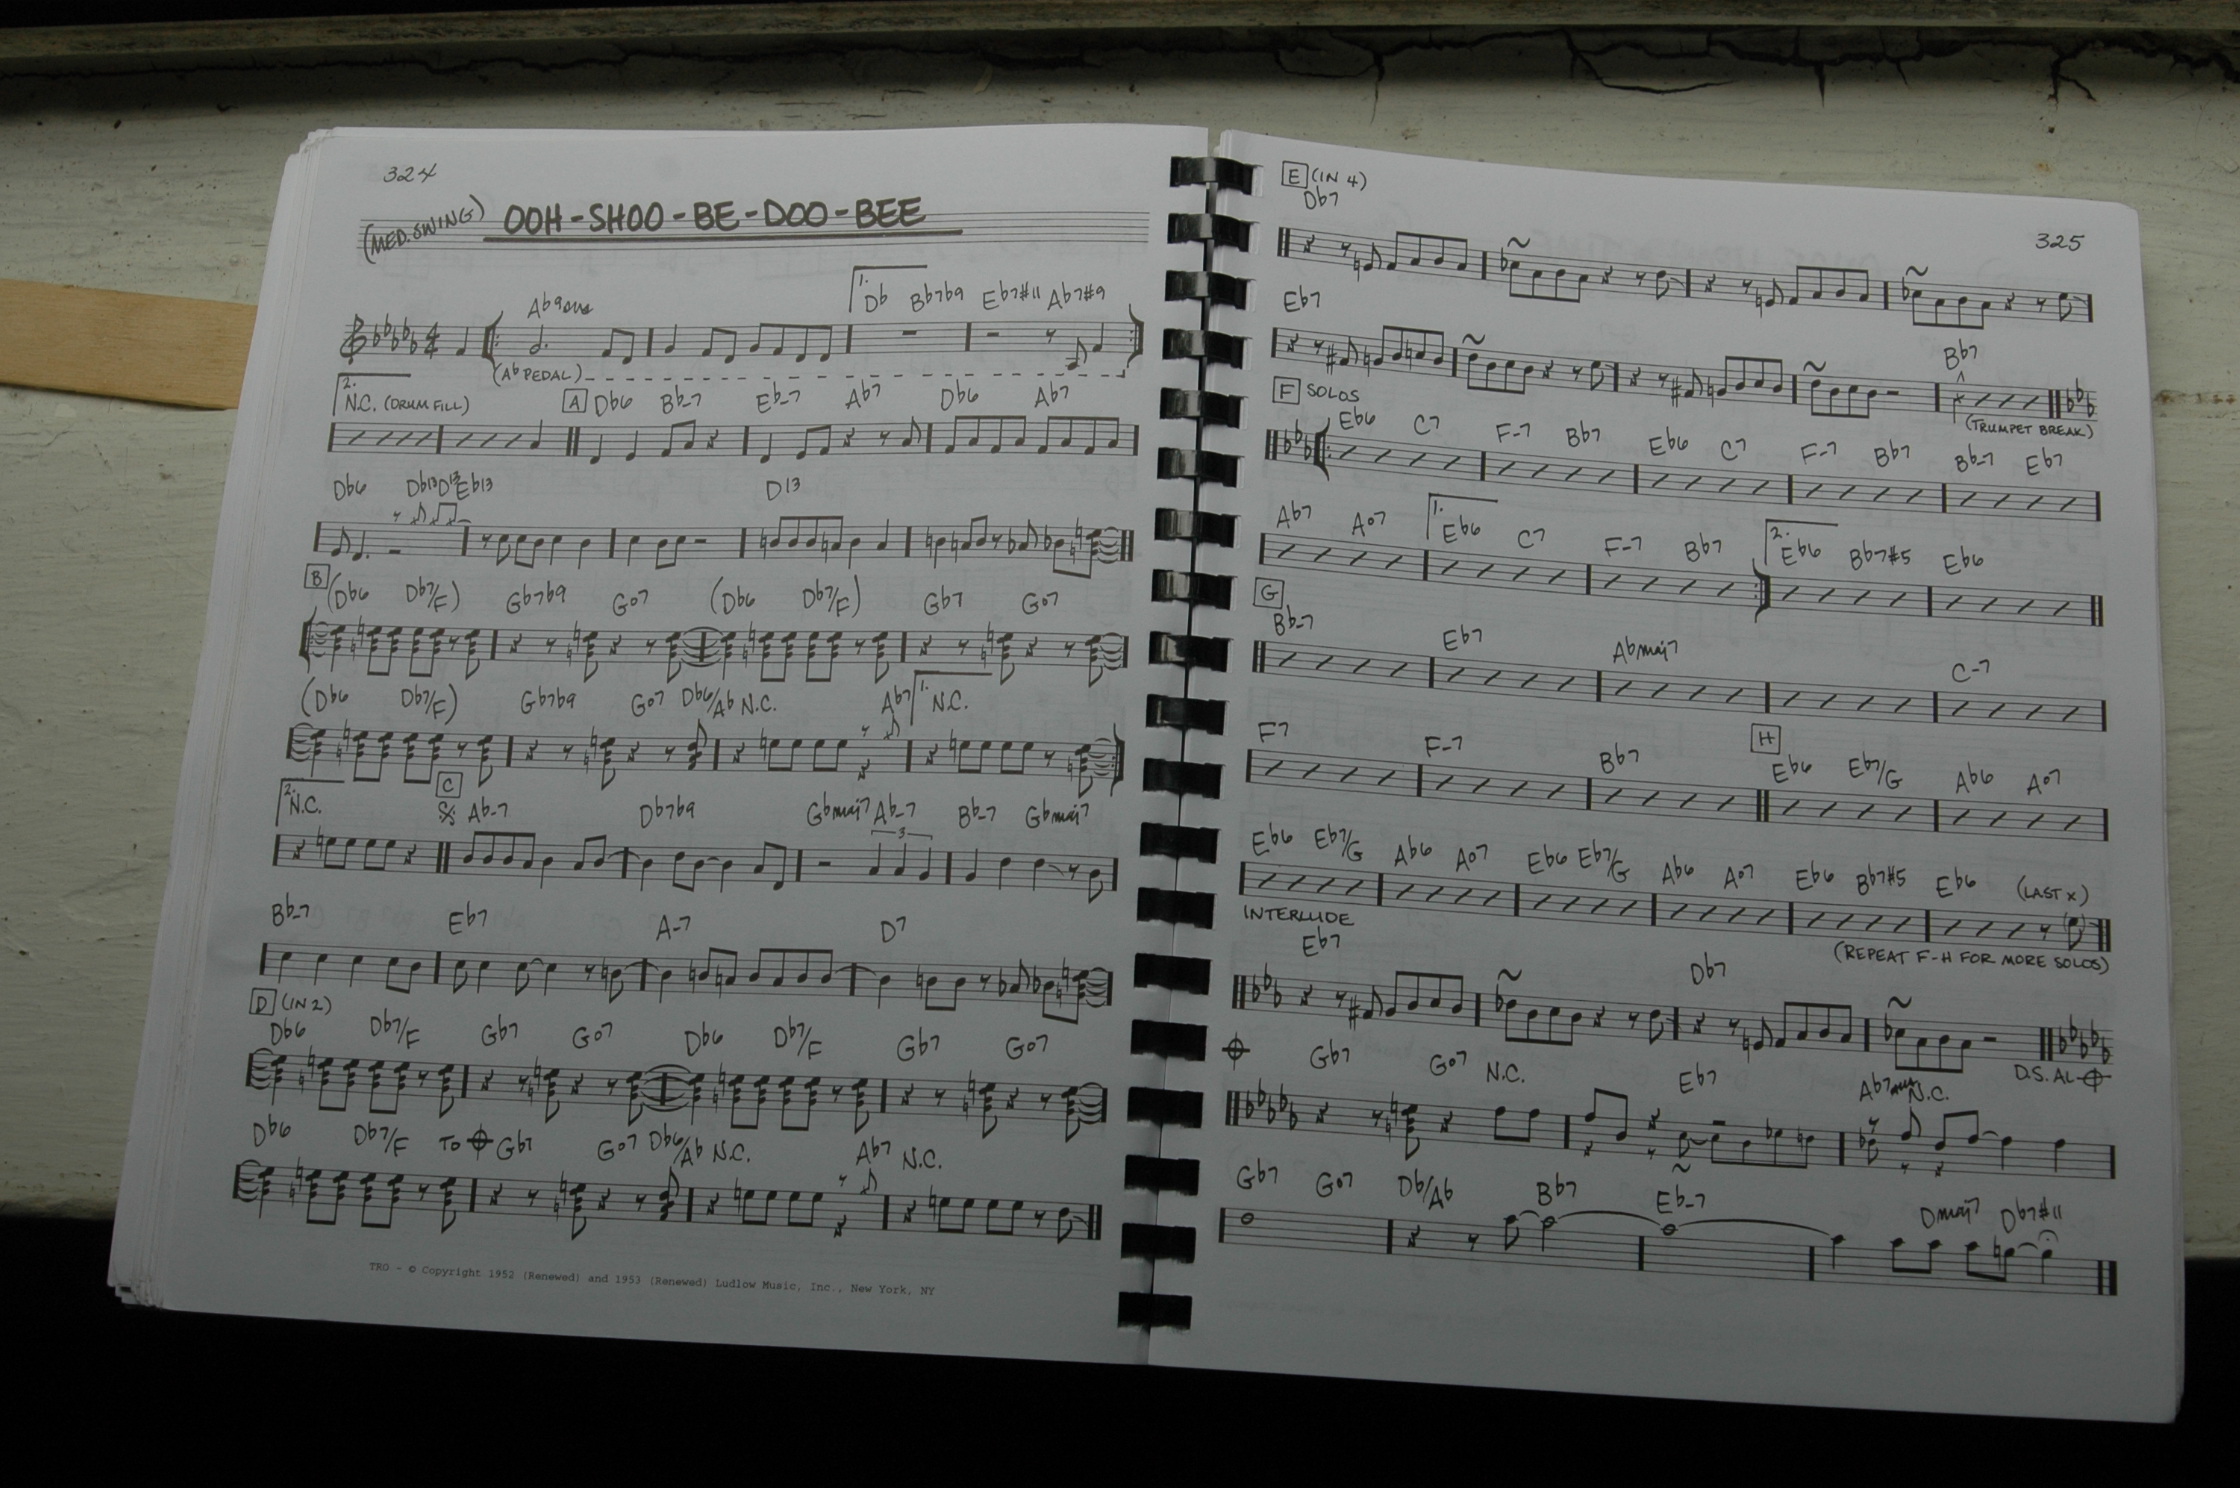 324
(MED. SWING) OOH-SHOO-BE-DOO-BEE
Ab9sus 1. Db Bb7b9 Eb7#11 Ab7#9
(Ab PEDAL)
2. N.C. (DRUM FILL) A Db6 Bb-7 Eb-7 Ab7 Db6 Ab7
Db6 Db13 D13 Eb13 D13
B (Db6 Db7/F) Gb7b9 Go7 (Db6 Db7/F) Gb7 Go7
(Db6 Db7/F) Gb7b9 Go7 Db6/Ab N.C. Ab7 1. N.C.
2. N.C. C Ab-7 Db7b9 Gbmaj7 Ab-7 Bb-7 Gbmaj7
3
Bb-7 Eb7 A-7 D7
D (IN 2)
Db6 Db7/F Gb7 Go7 Db6 Db7/F Gb7 Go7
Db6 Db7/F TO Gb7 Go7 Db6/Ab N.C. Ab7 N.C.
TRO - © Copyright 1952 (Renewed) and 1953 (Renewed) Ludlow Music, Inc., New York, NY
325
E (IN 4)
Db7
Eb7 Bb7
(TRUMPET BREAK)
F SOLOS
Eb6 C7 F-7 Bb7 Eb6 C7 F-7 Bb7 Bb-7 Eb7
Ab7 Ao7 1. Eb6 C7 F-7 Bb7 2. Eb6 Bb7#5 Eb6
G
Bb-7 Eb7 Abmaj7 C-7
F7 F-7 Bb7 H Eb6 Eb7/G Ab6 Ao7
Eb6 Eb7/G Ab6 Ao7 Eb6 Eb7/G Ab6 Ao7 Eb6 Bb7#5 Eb6 (LAST X)
(REPEAT F-H FOR MORE SOLOS)
INTERLUDE
Eb7 Db7
D.S. AL
Gb7 Go7 N.C. Eb7 Ab7sus N.C.
Gb7 Go7 Db/Ab Bb7 Eb-7 Dmaj7 Db7#11